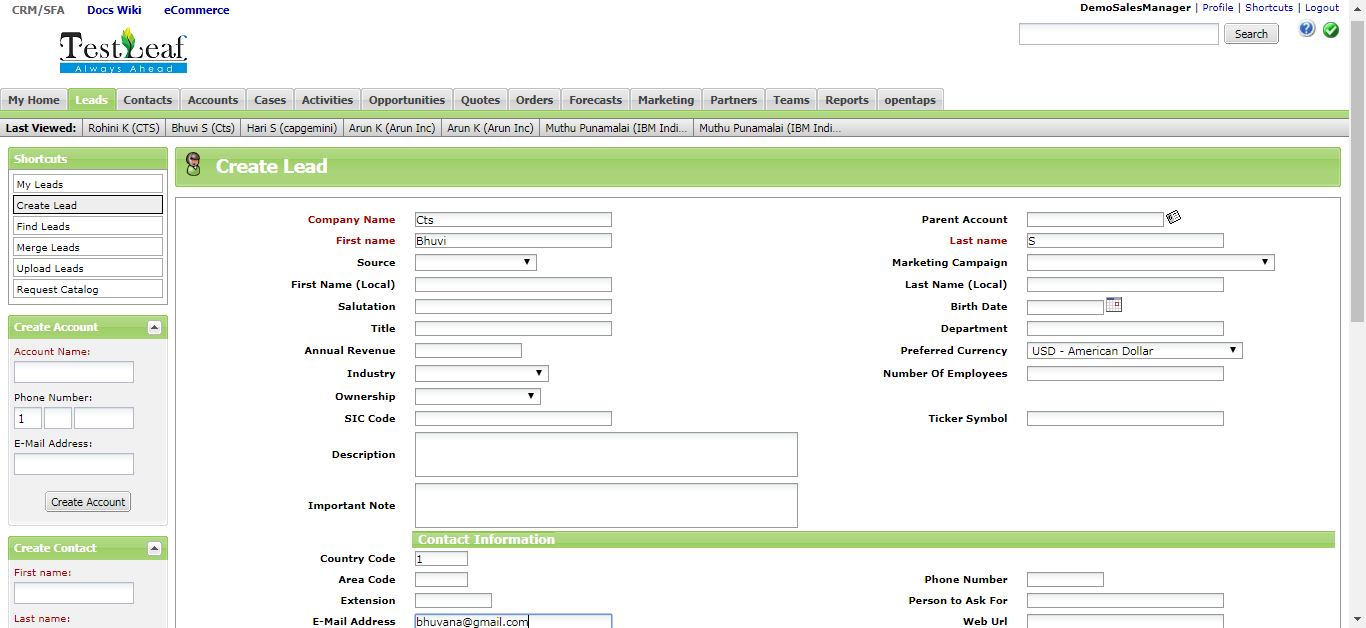 CRM/SFA Docs Wiki eCommerce DemoSalesManager | Profile | Shortcuts | Logout
TestLeaf
Always Ahead
Search
My Home Leads Contacts Accounts Cases Activities Opportunities Quotes Orders Forecasts Marketing Partners Teams Reports opentaps
Last Viewed: Rohini K (CTS) Bhuvi S (Cts) Hari S (capgemini) Arun K (Arun Inc) Arun K (Arun Inc) Muthu Punamalai (IBM Indi... Muthu Punamalai (IBM Indi...
Shortcuts
My Leads
Create Lead
Find Leads
Merge Leads
Upload Leads
Request Catalog
Create Account
Account Name:
Phone Number:
1
E-Mail Address:
Create Account
Create Contact
First name:
Last name:
Create Lead
Company Name Cts Parent Account
First name Bhuvi Last name S
Source Marketing Campaign
First Name (Local) Last Name (Local)
Salutation Birth Date
Title Department
Annual Revenue Preferred Currency USD - American Dollar
Industry Number Of Employees
Ownership
SIC Code Ticker Symbol
Description
Important Note
Contact Information
Country Code 1
Area Code Phone Number
Extension Person to Ask For
E-Mail Address bhuvana@gmail.com Web Url